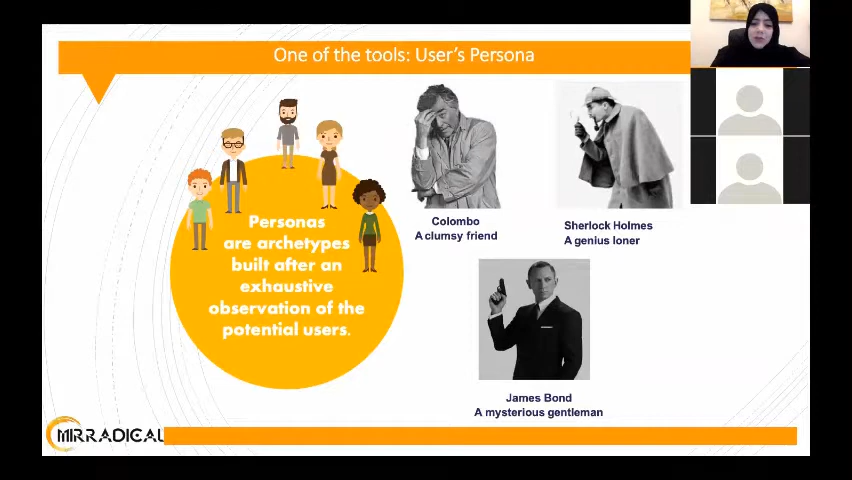 One of the tools: User's Persona
Personas
are archetypes
built after an
exhaustive
observation of the
potential users.
Colombo
A clumsy friend
Sherlock Holmes
A genius loner
James Bond
A mysterious gentleman
MIRRADICAL